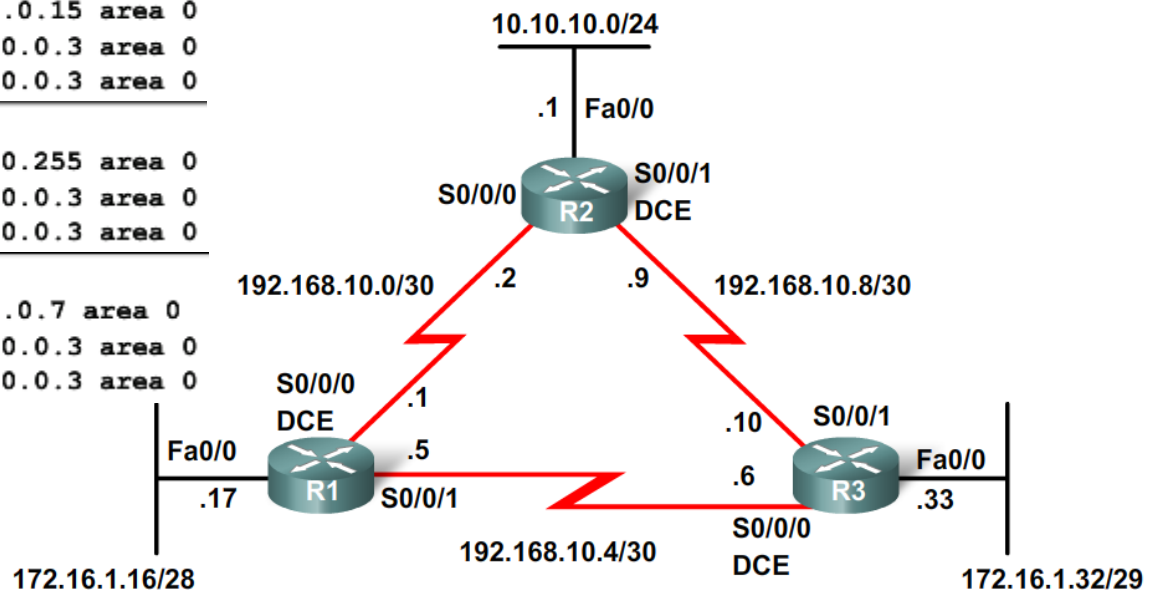 .0.15 area 0
0.0.3 area 0
0.0.3 area 0
0.255 area 0
0.0.3 area 0
0.0.3 area 0
.0.7 area 0
0.0.3 area 0
0.0.3 area 0
10.10.10.0/24
.1 Fa0/0
S0/0/0
S0/0/1
DCE
R2
192.168.10.0/30
.2
.9
192.168.10.8/30
S0/0/0
DCE
.1
.10
S0/0/1
Fa0/0
.17
R1
.5
S0/0/1
.6
S0/0/0
DCE
R3
Fa0/0
.33
192.168.10.4/30
172.16.1.16/28
172.16.1.32/29